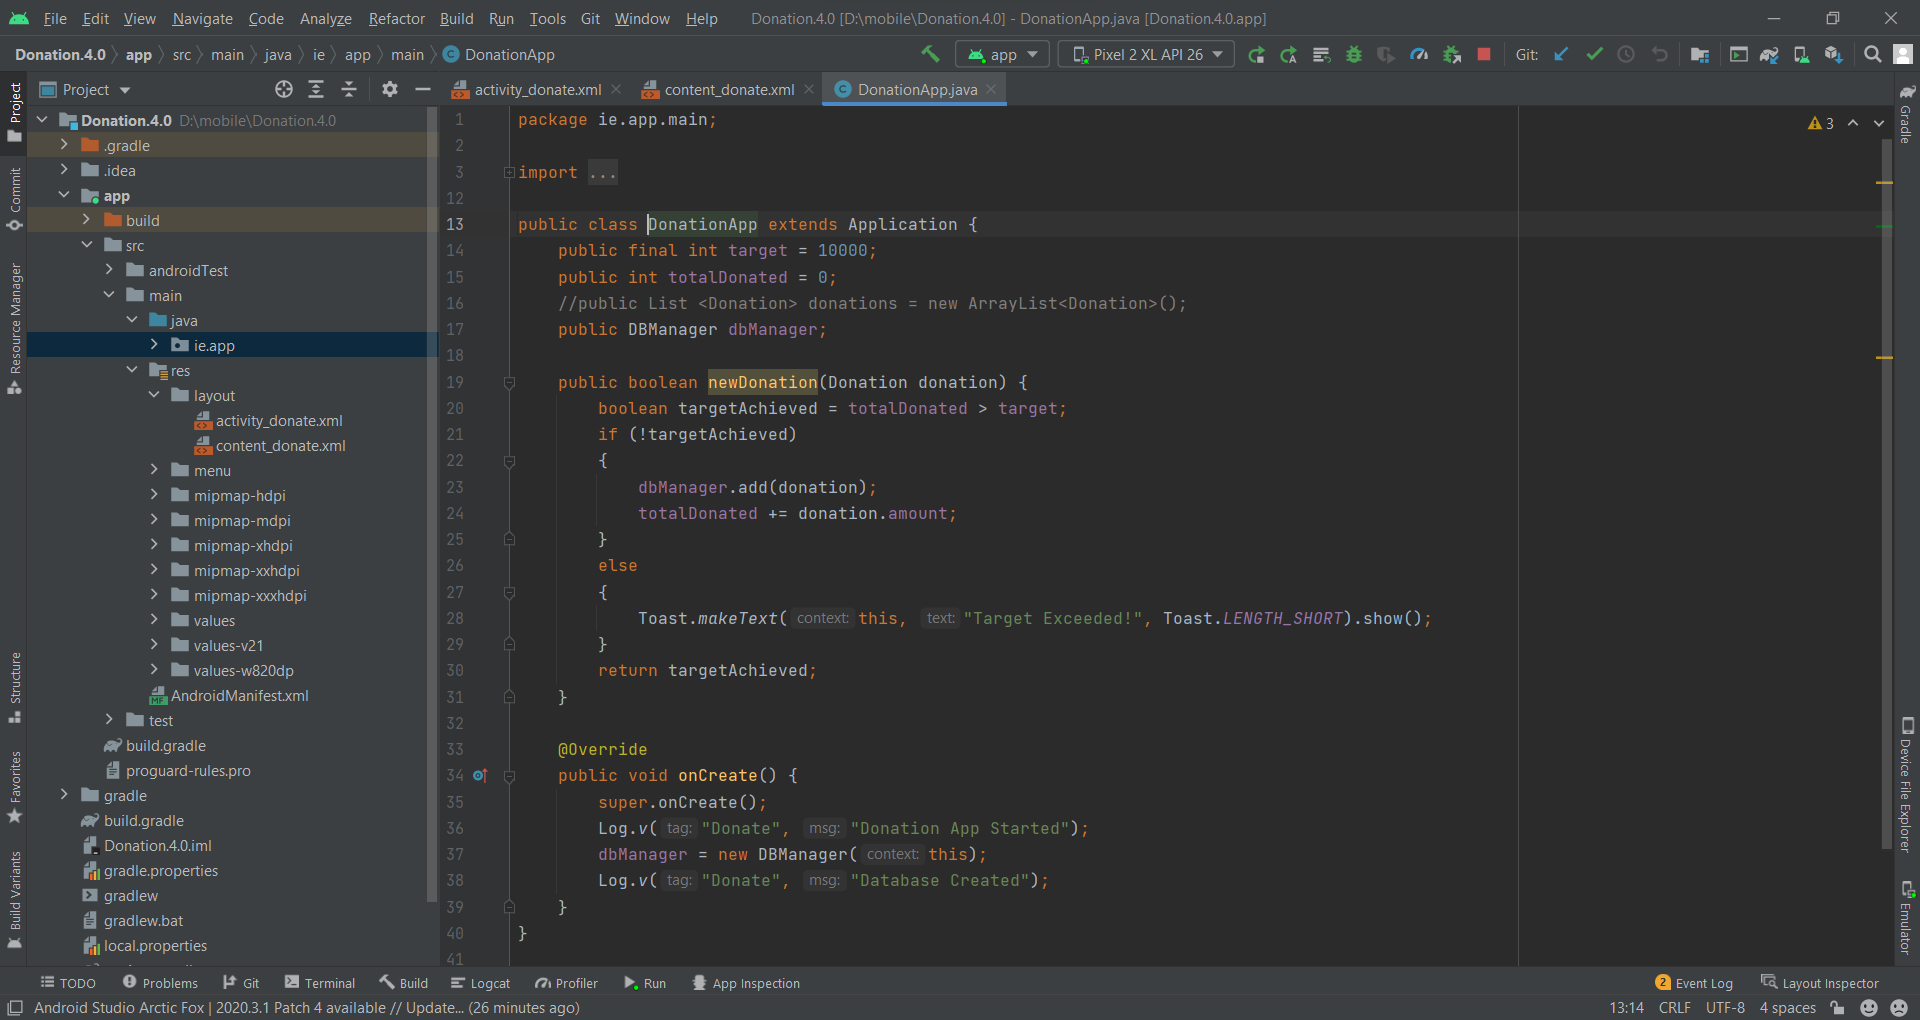 File Edit View Navigate Code Analyze Refactor Build Run Tools Git Window Help Donation.4.0 [D:\mobile\Donation.4.0] - DonationApp.java [Donation.4.0.app]
Donation.4.0 app src main java ie app main DonationApp app Pixel 2 XL API 26 Git:
Project activity_donate.xml content_donate.xml DonationApp.java
Project
Commit
Resource Manager
Structure
Favorites
Build Variants
Donation.4.0 D:\mobile\Donation.4.0
.gradle
.idea
app
build
src
androidTest
main
java
ie.app
res
layout
activity_donate.xml
content_donate.xml
menu
mipmap-hdpi
mipmap-mdpi
mipmap-xhdpi
mipmap-xxhdpi
mipmap-xxxhdpi
values
values-v21
values-w820dp
AndroidManifest.xml
test
build.gradle
proguard-rules.pro
gradle
build.gradle
Donation.4.0.iml
gradle.properties
gradlew
gradlew.bat
local.properties
1 package ie.app.main;
2
3 import ...
12
13 public class DonationApp extends Application {
14 public final int target = 10000;
15 public int totalDonated = 0;
16 //public List <Donation> donations = new ArrayList<Donation>();
17 public DBManager dbManager;
18
19 public boolean newDonation(Donation donation) {
20 boolean targetAchieved = totalDonated > target;
21 if (!targetAchieved)
22 {
23 dbManager.add(donation);
24 totalDonated += donation.amount;
25 }
26 else
27 {
28 Toast.makeText( context: this, text: "Target Exceeded!", Toast.LENGTH_SHORT).show();
29 }
30 return targetAchieved;
31 }
32
33 @Override
34 public void onCreate() {
35 super.onCreate();
36 Log.v( tag: "Donate", msg: "Donation App Started");
37 dbManager = new DBManager( context: this);
38 Log.v( tag: "Donate", msg: "Database Created");
39 }
40 }
41
3
Gradle
Device File Explorer
Emulator
TODO Problems Git Terminal Build Logcat Profiler Run App Inspection 2 Event Log Layout Inspector
Android Studio Arctic Fox | 2020.3.1 Patch 4 available // Update... (26 minutes ago) 13:14 CRLF UTF-8 4 spaces